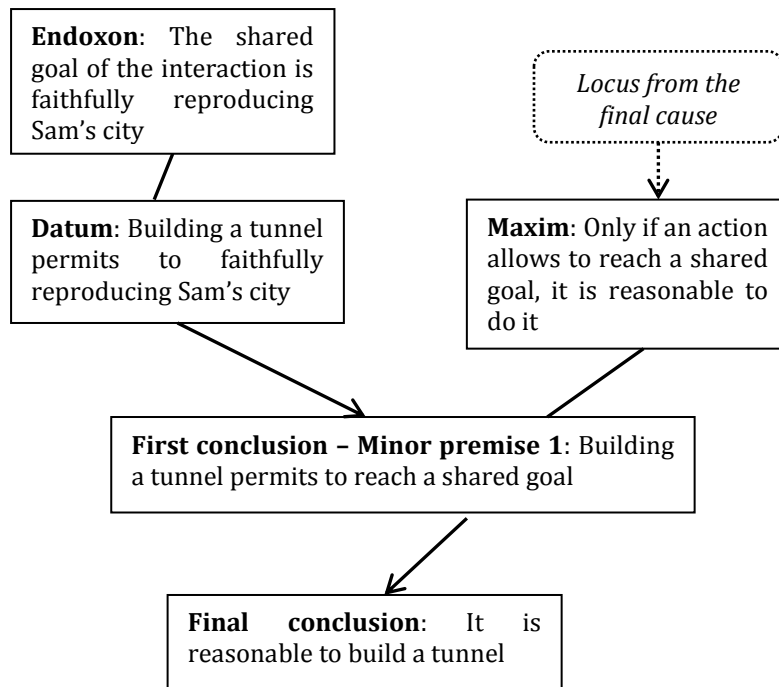 Endoxon: The shared
goal of the interaction is
faithfully reproducing
Sam's city
Locus from the
final cause
Datum: Building a tunnel
permits to faithfully
reproducing Sam's city
Maxim: Only if an action
allows to reach a shared
goal, it is reasonable to
do it
First conclusion – Minor premise 1: Building
a tunnel permits to reach a shared goal
Final conclusion: It is
reasonable to build a tunnel